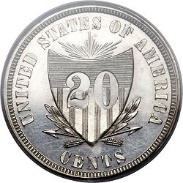 UNITED STATES OF AMERICA
20
CENTS